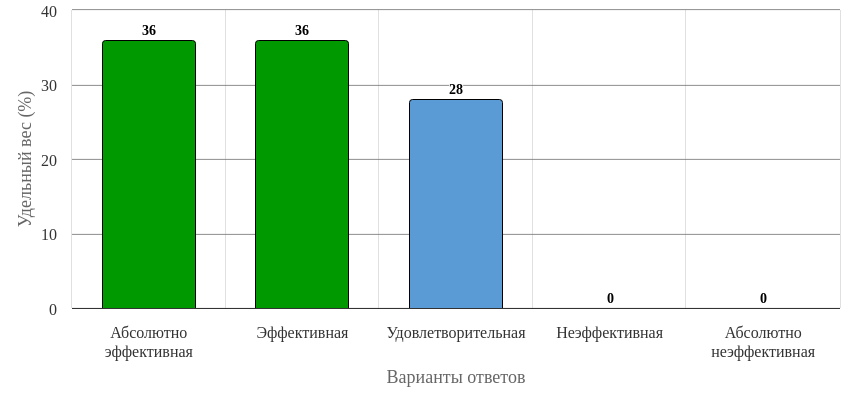 40
36
36
30
28
20
10
0
0
0
Удельный вес (%)
Абсолютно
эффективная
Эффективная
Удовлетворительная
Неэффективная
Абсолютно
неэффективная
Варианты ответов